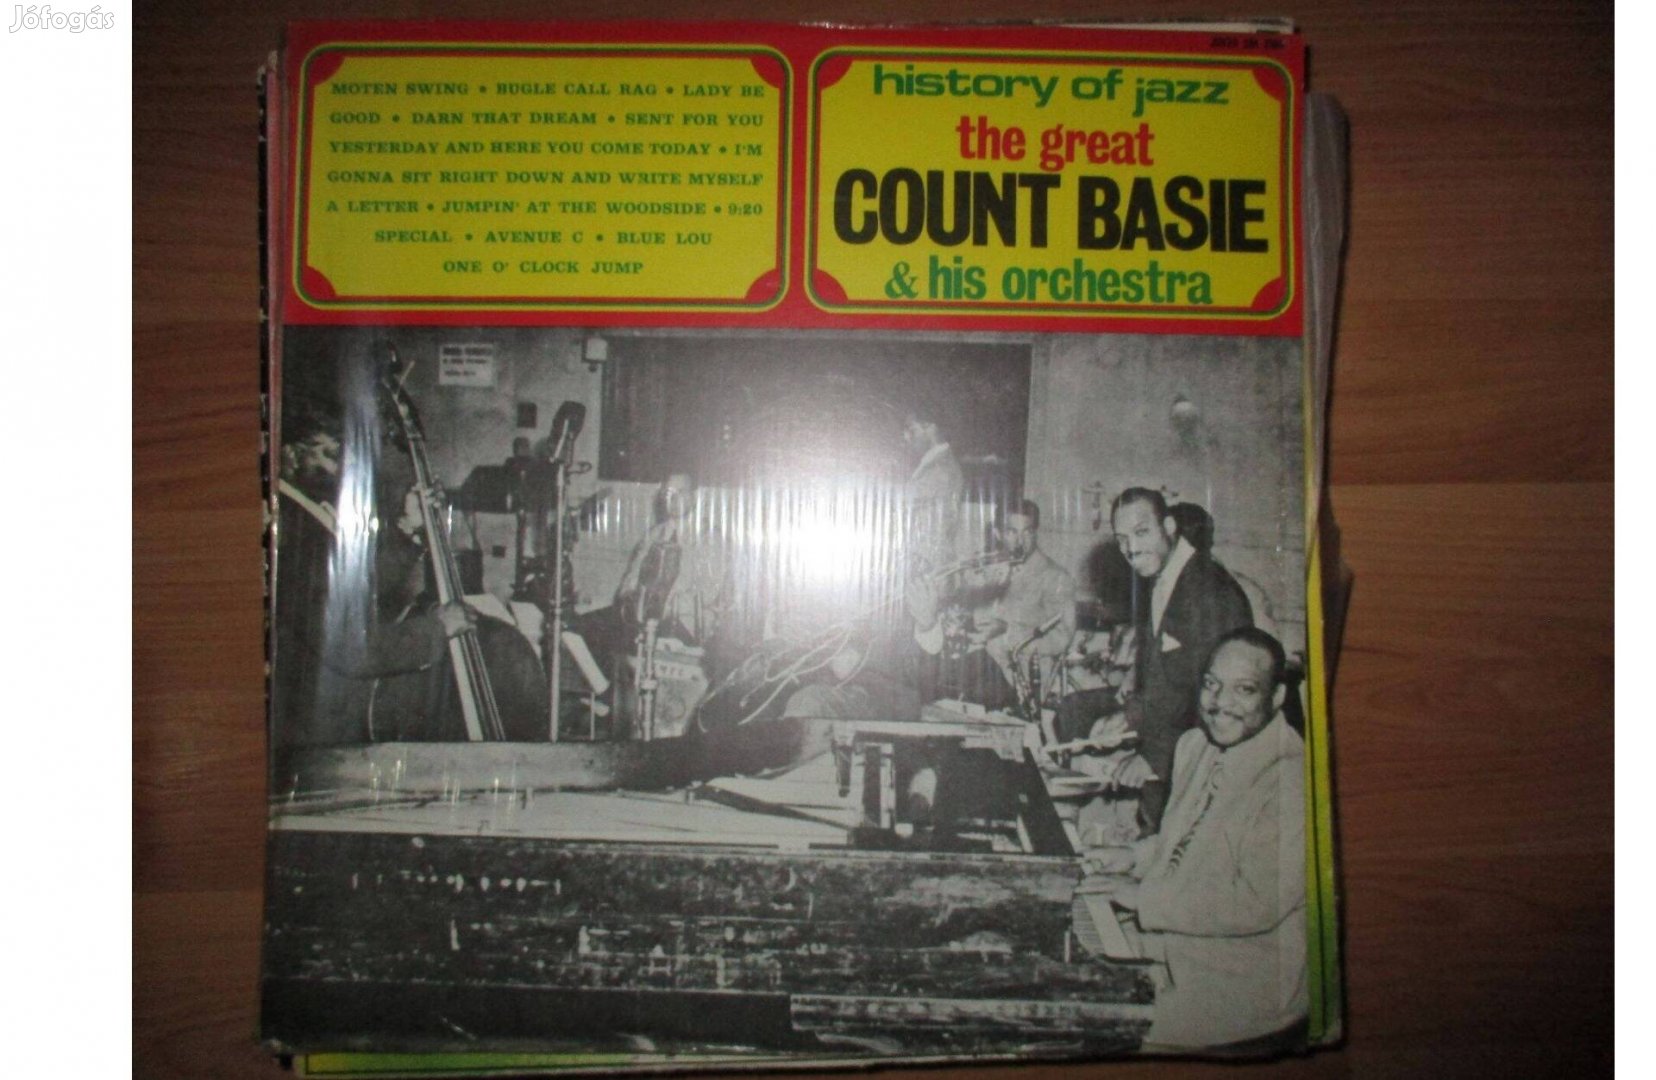 Jófogás
MOTEN SWING • BUGLE CALL RAG • LADY BE
GOOD • DARN THAT DREAM • SENT FOR YOU
YESTERDAY AND HERE YOU COME TODAY • I'M
GONNA SIT RIGHT DOWN AND WRITE MYSELF
A LETTER • JUMPIN' AT THE WOODSIDE • 9:20
SPECIAL • AVENUE C • BLUE LOU
ONE O' CLOCK JUMP
history of jazz
the great
COUNT BASIE
& his orchestra